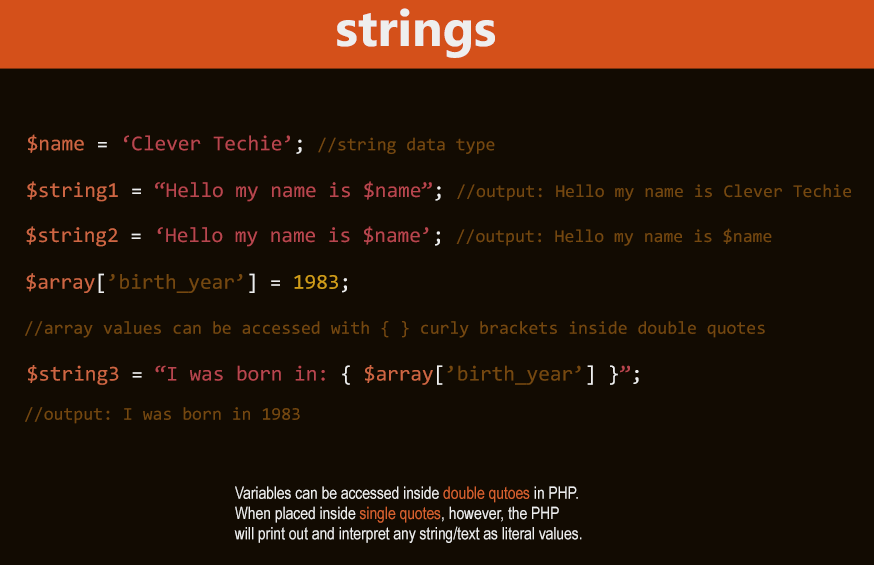 strings
$name = ‘Clever Techie’; //string data type
$string1 = “Hello my name is $name”; //output: Hello my name is Clever Techie
$string2 = ‘Hello my name is $name’; //output: Hello my name is $name
$array[’birth_year’] = 1983;
//array values can be accessed with { } curly brackets inside double quotes
$string3 = “I was born in: { $array[’birth_year’] }”;
//output: I was born in 1983
Variables can be accessed inside double qutoes in PHP.
When placed inside single quotes, however, the PHP
will print out and interpret any string/text as literal values.